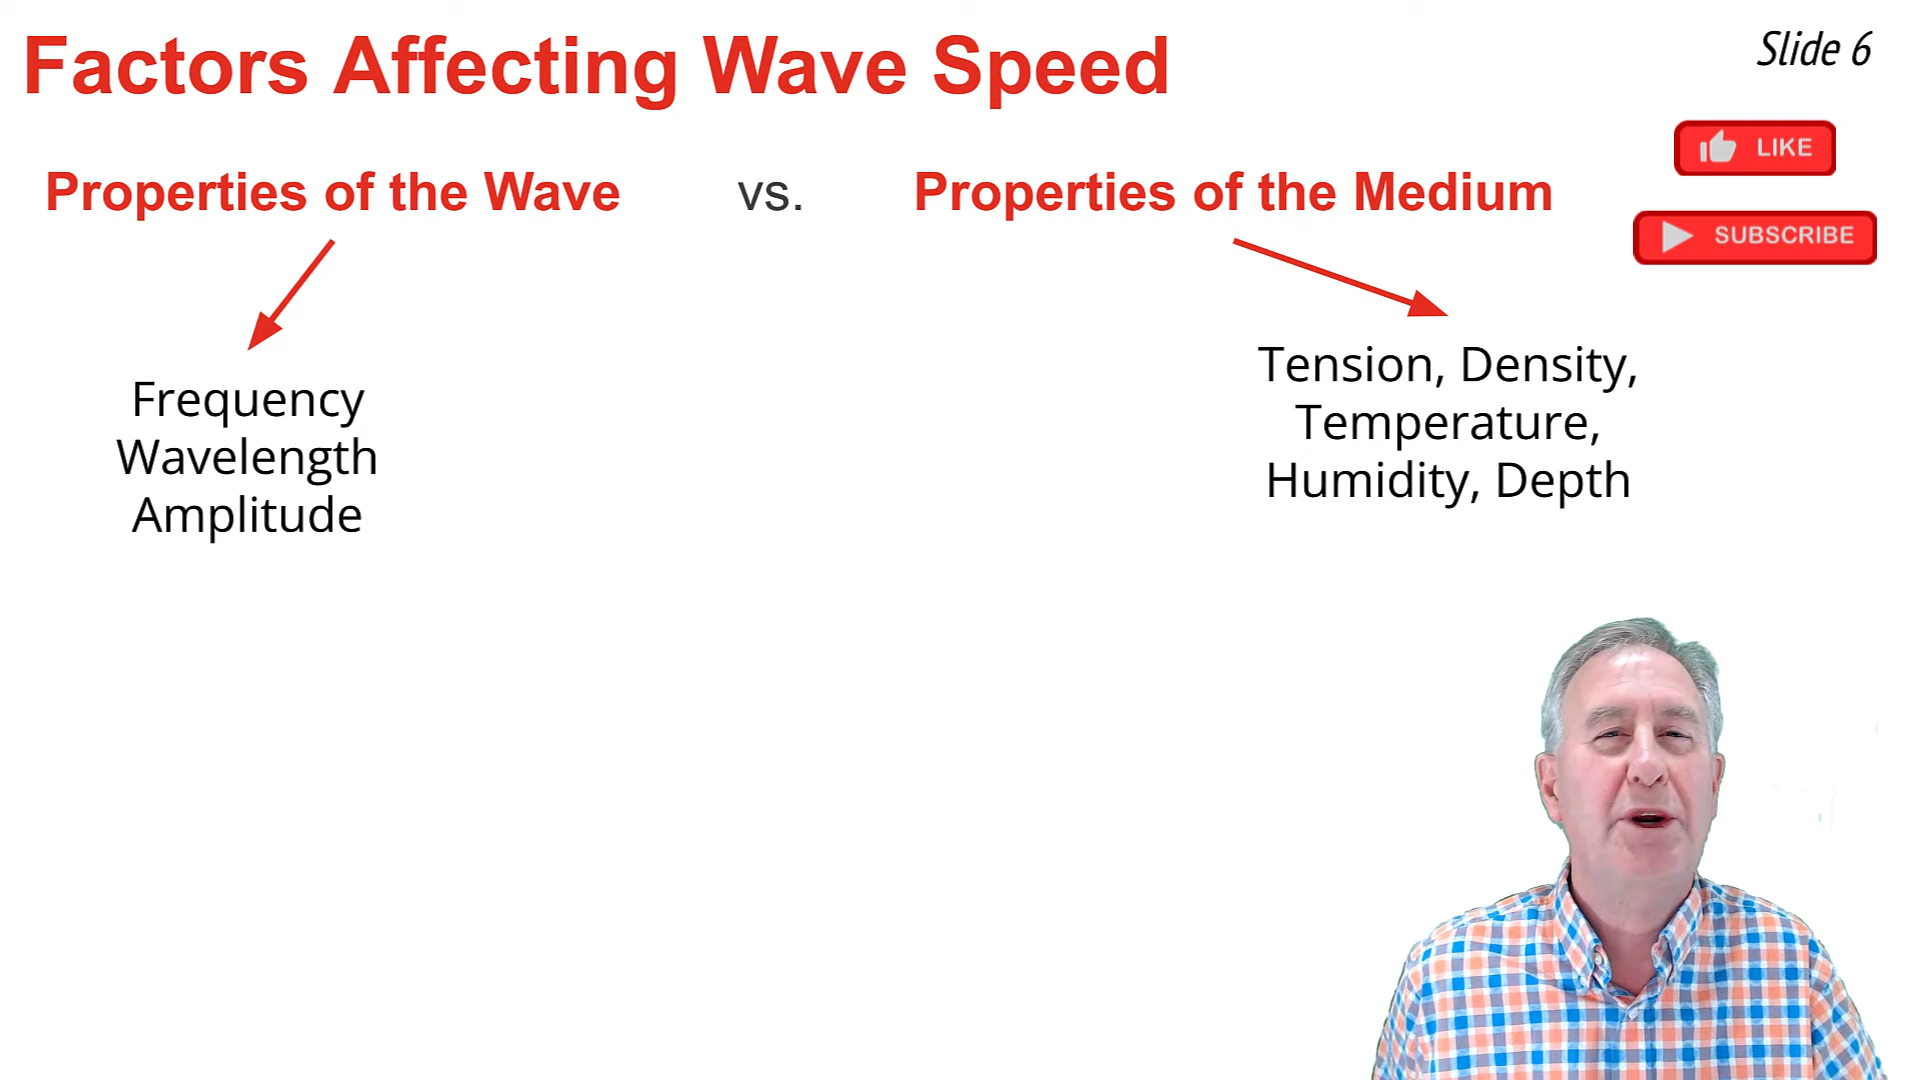 Factors Affecting Wave Speed
Slide 6
LIKE
Properties of the Wave vs. Properties of the Medium
SUBSCRIBE
Frequency
Wavelength
Amplitude
Tension, Density,
Temperature,
Humidity, Depth